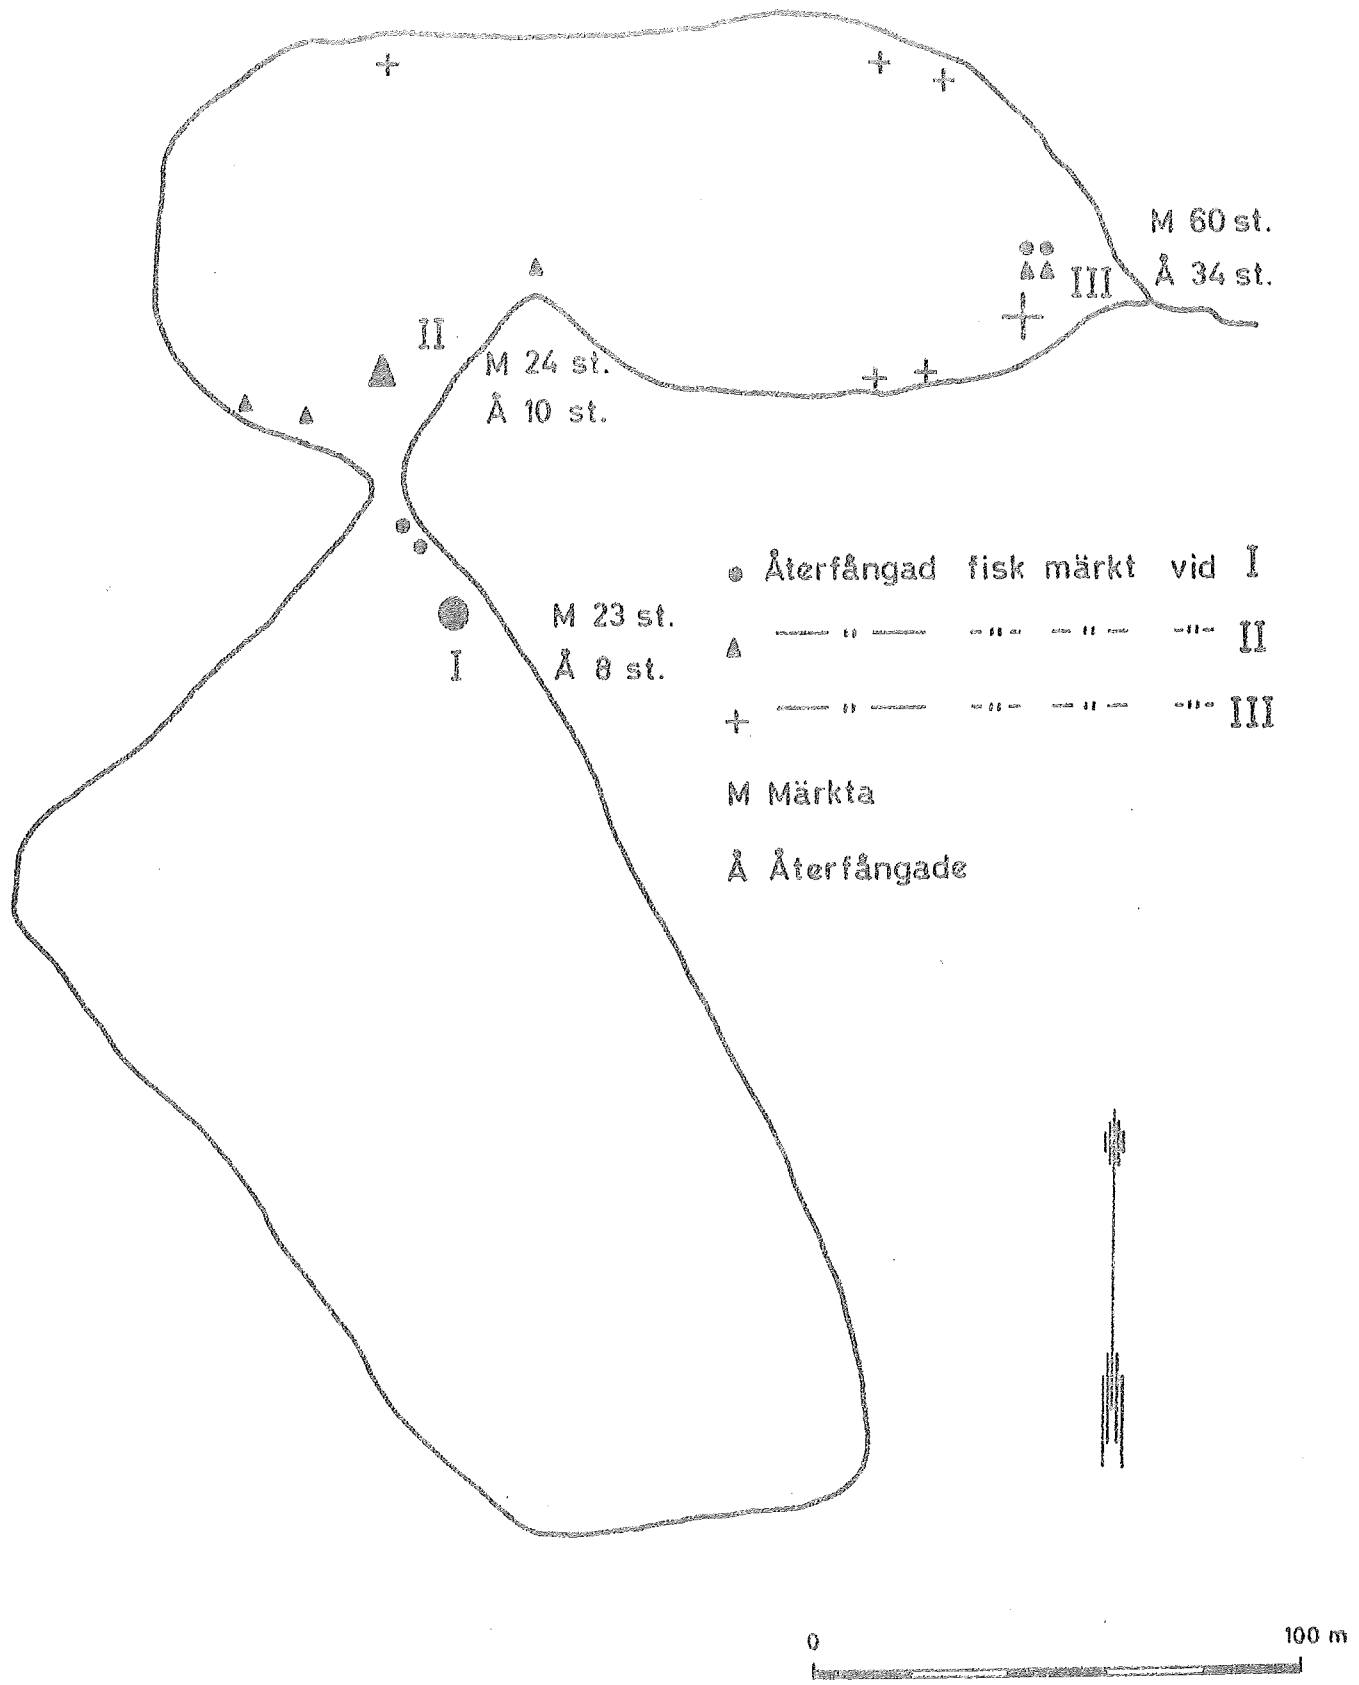 M 60 st.
Å 34 st.
III
II
M 24 st.
Å 10 st.
I
M 23 st.
Å 8 st.
Återfångad fisk märkt vid I
—"— -"- —"— -"- II
—"— -"- —"— -"- III
M Märkta
Å Återfångade
0 100 m